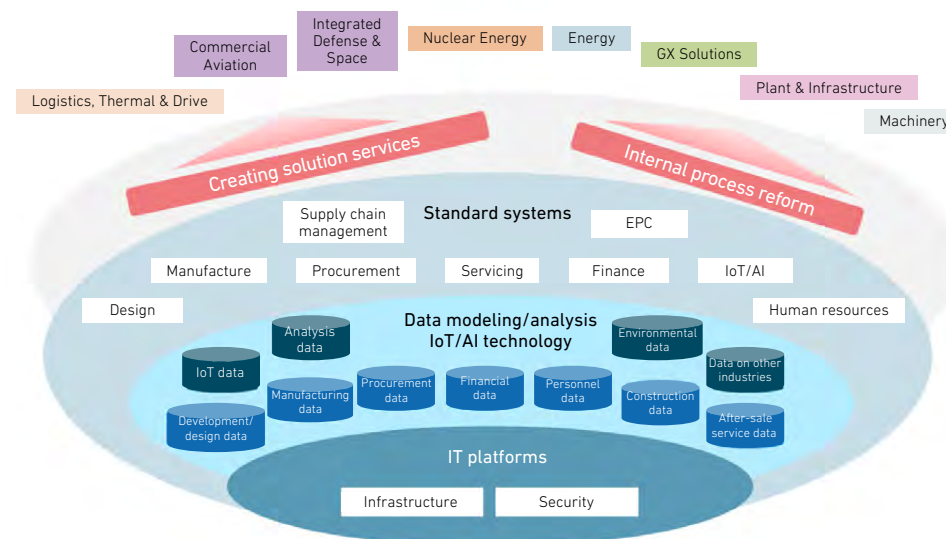 Integrated
Defense &
Space
Commercial
Aviation
Nuclear Energy
Energy
GX Solutions
Logistics, Thermal & Drive
Plant & Infrastructure
Machinery
Creating solution services
Internal process reform
Standard systems
Supply chain
management
EPC
Manufacture
Procurement
Servicing
Finance
IoT/AI
Design
Human resources
Data modeling/analysis
IoT/AI technology
Analysis
data
Environmental
data
IoT data
Data on other
industries
Procurement
data
Financial
data
Personnel
data
Manufacturing
data
Construction
data
Development/
design data
After-sale
service data
IT platforms
Infrastructure
Security